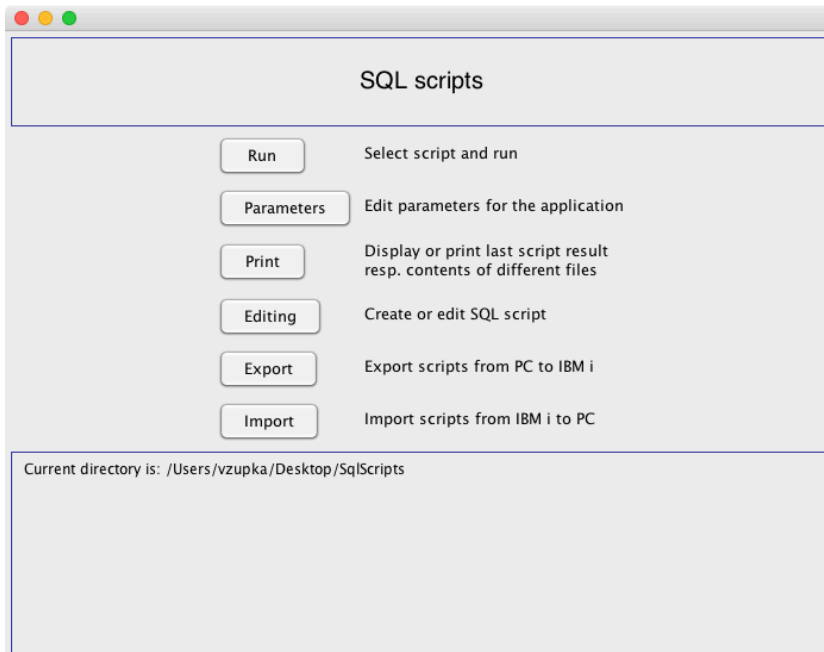 SQL scripts
Run
Select script and run
Parameters
Edit parameters for the application
Print
Display or print last script result
resp. contents of different files
Editing
Create or edit SQL script
Export
Export scripts from PC to IBM i
Import
Import scripts from IBM i to PC
Current directory is: /Users/vzupka/Desktop/SqlScripts